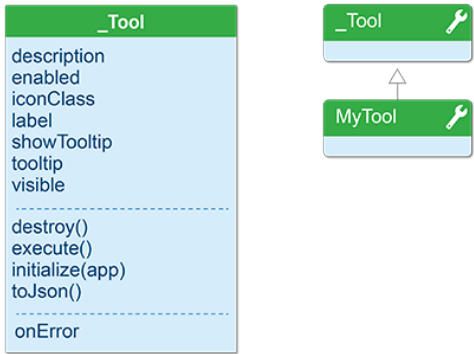 _Tool
description
enabled
iconClass
label
showTooltip
tooltip
visible
destroy()
execute()
initialize(app)
toJson()
onError
_Tool
MyTool